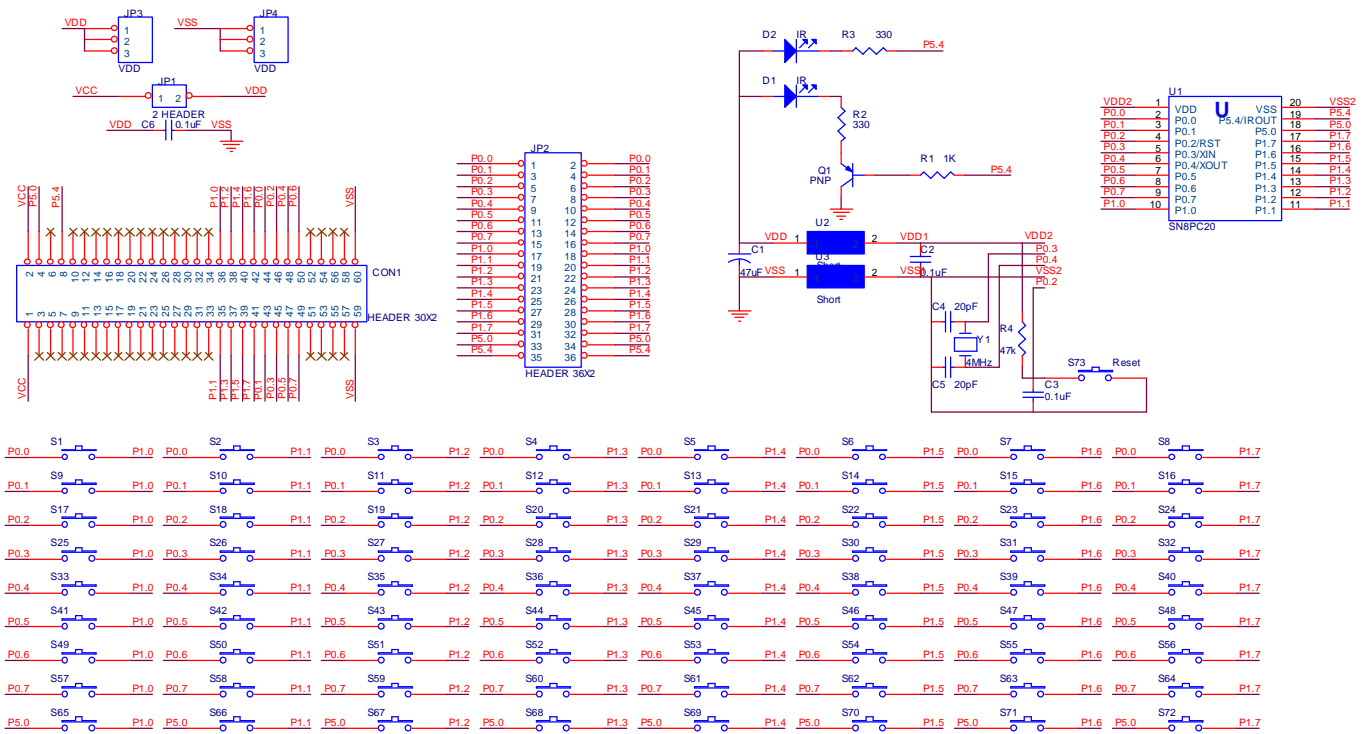 JP3
VDD 1
2
3
VDD
JP4
VSS 1
2
3
VDD
JP1
VCC 1 2 VDD
2 HEADER
VDD C6 0.1uF VSS
D2 IR R3 330 P5.4
D1 IR
R2
330
Q1
PNP
R1 1K P5.4
U2
VDD 1 1 2 2 VDD1 VDD2
Short
U3
VSS 1 1 2 2 VSS1 VSS2
Short
C1
47uF
C2
0.1uF
P0.3
P0.4
P0.2
C4 20pF
Y1
4MHz
C5 20pF
R4
47k
C3
0.1uF
S73 Reset
U1
U
VDD2 1 VDD VSS 20 VSS2
P0.0 2 P0.0 P5.4/IROUT 19 P5.4
P0.1 3 P0.1 P5.0 18 P5.0
P0.2 4 P0.2/RST P1.7 17 P1.7
P0.3 5 P0.3/XIN P1.6 16 P1.6
P0.4 6 P0.4/XOUT P1.5 15 P1.5
P0.5 7 P0.5 P1.4 14 P1.4
P0.6 8 P0.6 P1.3 13 P1.3
P0.7 9 P0.7 P1.2 12 P1.2
P1.0 10 P1.0 P1.1 11 P1.1
SN8PC20
JP2
P0.0 1 2 P0.0
P0.1 3 4 P0.1
P0.2 5 6 P0.2
P0.3 7 8 P0.3
P0.4 9 10 P0.4
P0.5 11 12 P0.5
P0.6 13 14 P0.6
P0.7 15 16 P0.7
P1.0 17 18 P1.0
P1.1 19 20 P1.1
P1.2 21 22 P1.2
P1.3 23 24 P1.3
P1.4 25 26 P1.4
P1.5 27 28 P1.5
P1.6 29 30 P1.6
P1.7 31 32 P1.7
P5.0 33 34 P5.0
P5.4 35 36 P5.4
HEADER 36X2
VCC P5.0 P5.4 P1.0 P1.2 P1.4 P1.6 P0.0 P0.2 P0.4 P0.6 VSS
2 4 6 8 10 12 14 16 18 20 22 24 26 28 30 32 34 36 38 40 42 44 46 48 50 52 54 56 58 60
CON1
1 3 5 7 9 11 13 15 17 19 21 23 25 27 29 31 33 35 37 39 41 43 45 47 49 51 53 55 57 59
HEADER 30X2
VCC P1.1 P1.3 P1.5 P1.7 P0.1 P0.3 P0.5 P0.7 VSS
S1 S2 S3 S4 S5 S6 S7 S8
P0.0 P1.0 P0.0 P1.1 P0.0 P1.2 P0.0 P1.3 P0.0 P1.4 P0.0 P1.5 P0.0 P1.6 P0.0 P1.7
S9 S10 S11 S12 S13 S14 S15 S16
P0.1 P1.0 P0.1 P1.1 P0.1 P1.2 P0.1 P1.3 P0.1 P1.4 P0.1 P1.5 P0.1 P1.6 P0.1 P1.7
S17 S18 S19 S20 S21 S22 S23 S24
P0.2 P1.0 P0.2 P1.1 P0.2 P1.2 P0.2 P1.3 P0.2 P1.4 P0.2 P1.5 P0.2 P1.6 P0.2 P1.7
S25 S26 S27 S28 S29 S30 S31 S32
P0.3 P1.0 P0.3 P1.1 P0.3 P1.2 P0.3 P1.3 P0.3 P1.4 P0.3 P1.5 P0.3 P1.6 P0.3 P1.7
S33 S34 S35 S36 S37 S38 S39 S40
P0.4 P1.0 P0.4 P1.1 P0.4 P1.2 P0.4 P1.3 P0.4 P1.4 P0.4 P1.5 P0.4 P1.6 P0.4 P1.7
S41 S42 S43 S44 S45 S46 S47 S48
P0.5 P1.0 P0.5 P1.1 P0.5 P1.2 P0.5 P1.3 P0.5 P1.4 P0.5 P1.5 P0.5 P1.6 P0.5 P1.7
S49 S50 S51 S52 S53 S54 S55 S56
P0.6 P1.0 P0.6 P1.1 P0.6 P1.2 P0.6 P1.3 P0.6 P1.4 P0.6 P1.5 P0.6 P1.6 P0.6 P1.7
S57 S58 S59 S60 S61 S62 S63 S64
P0.7 P1.0 P0.7 P1.1 P0.7 P1.2 P0.7 P1.3 P0.7 P1.4 P0.7 P1.5 P0.7 P1.6 P0.7 P1.7
S65 S66 S67 S68 S69 S70 S71 S72
P5.0 P1.0 P5.0 P1.1 P5.0 P1.2 P5.0 P1.3 P5.0 P1.4 P5.0 P1.5 P5.0 P1.6 P5.0 P1.7